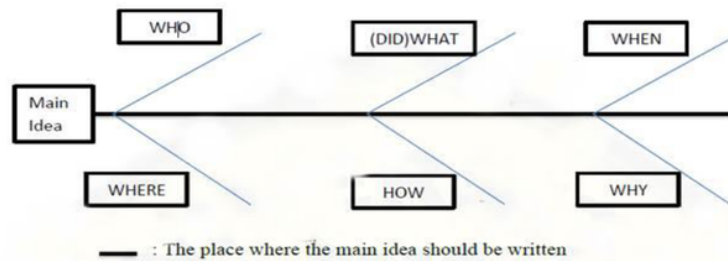 WHO
(DID)WHAT
WHEN
Main
Idea
WHERE
HOW
WHY
: The place where the main idea should be written